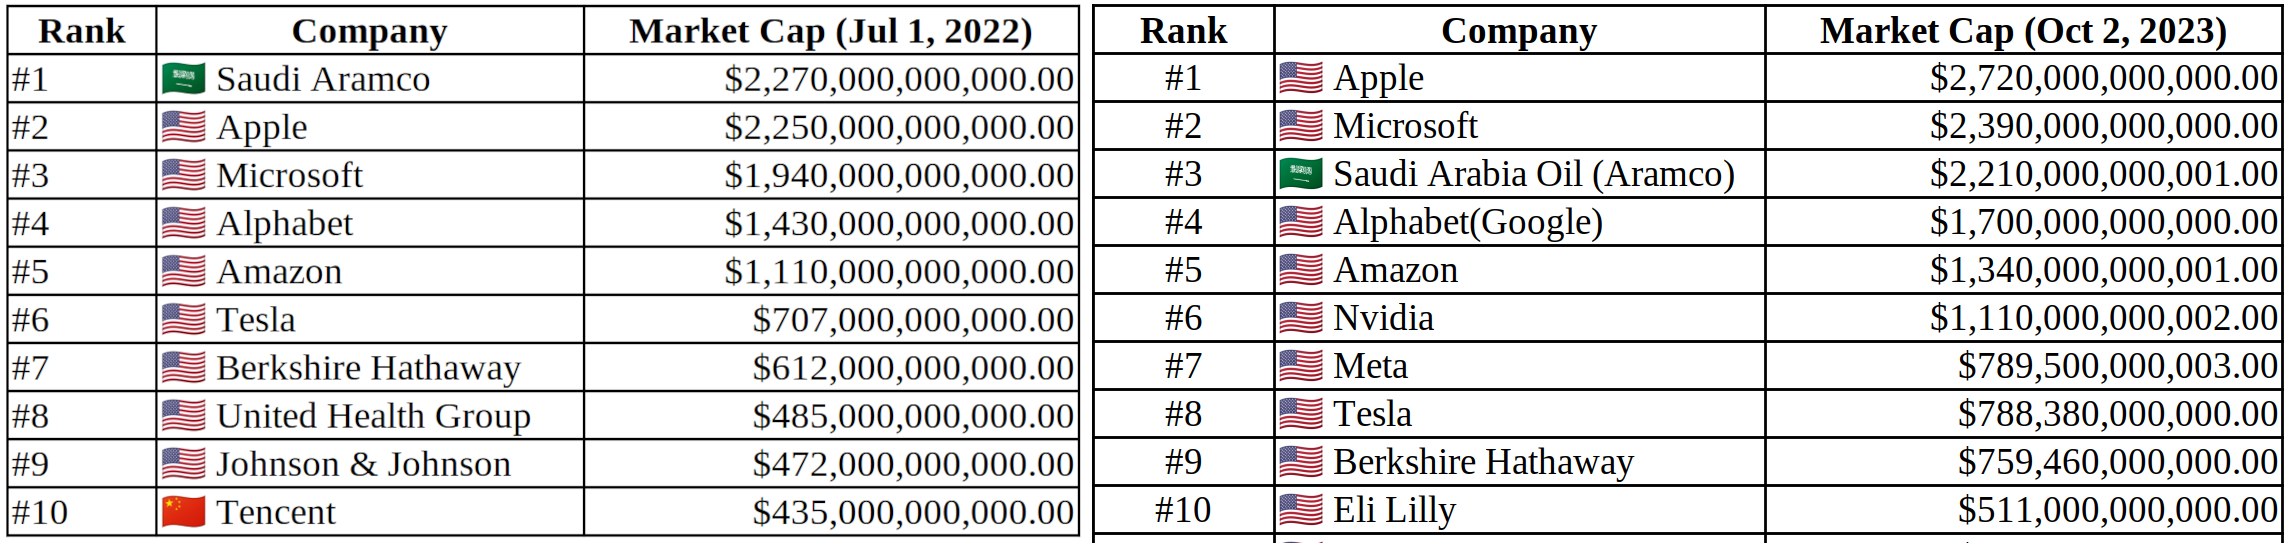 Rank Company Market Cap (Jul 1, 2022)
#1 Saudi Aramco $2,270,000,000,000.00
#2 Apple $2,250,000,000,000.00
#3 Microsoft $1,940,000,000,000.00
#4 Alphabet $1,430,000,000,000.00
#5 Amazon $1,110,000,000,000.00
#6 Tesla $707,000,000,000.00
#7 Berkshire Hathaway $612,000,000,000.00
#8 United Health Group $485,000,000,000.00
#9 Johnson & Johnson $472,000,000,000.00
#10 Tencent $435,000,000,000.00
Rank Company Market Cap (Oct 2, 2023)
#1 Apple $2,720,000,000,000.00
#2 Microsoft $2,390,000,000,000.00
#3 Saudi Arabia Oil (Aramco) $2,210,000,000,001.00
#4 Alphabet(Google) $1,700,000,000,000.00
#5 Amazon $1,340,000,000,001.00
#6 Nvidia $1,110,000,000,002.00
#7 Meta $789,500,000,003.00
#8 Tesla $788,380,000,000.00
#9 Berkshire Hathaway $759,460,000,000.00
#10 Eli Lilly $511,000,000,000.00